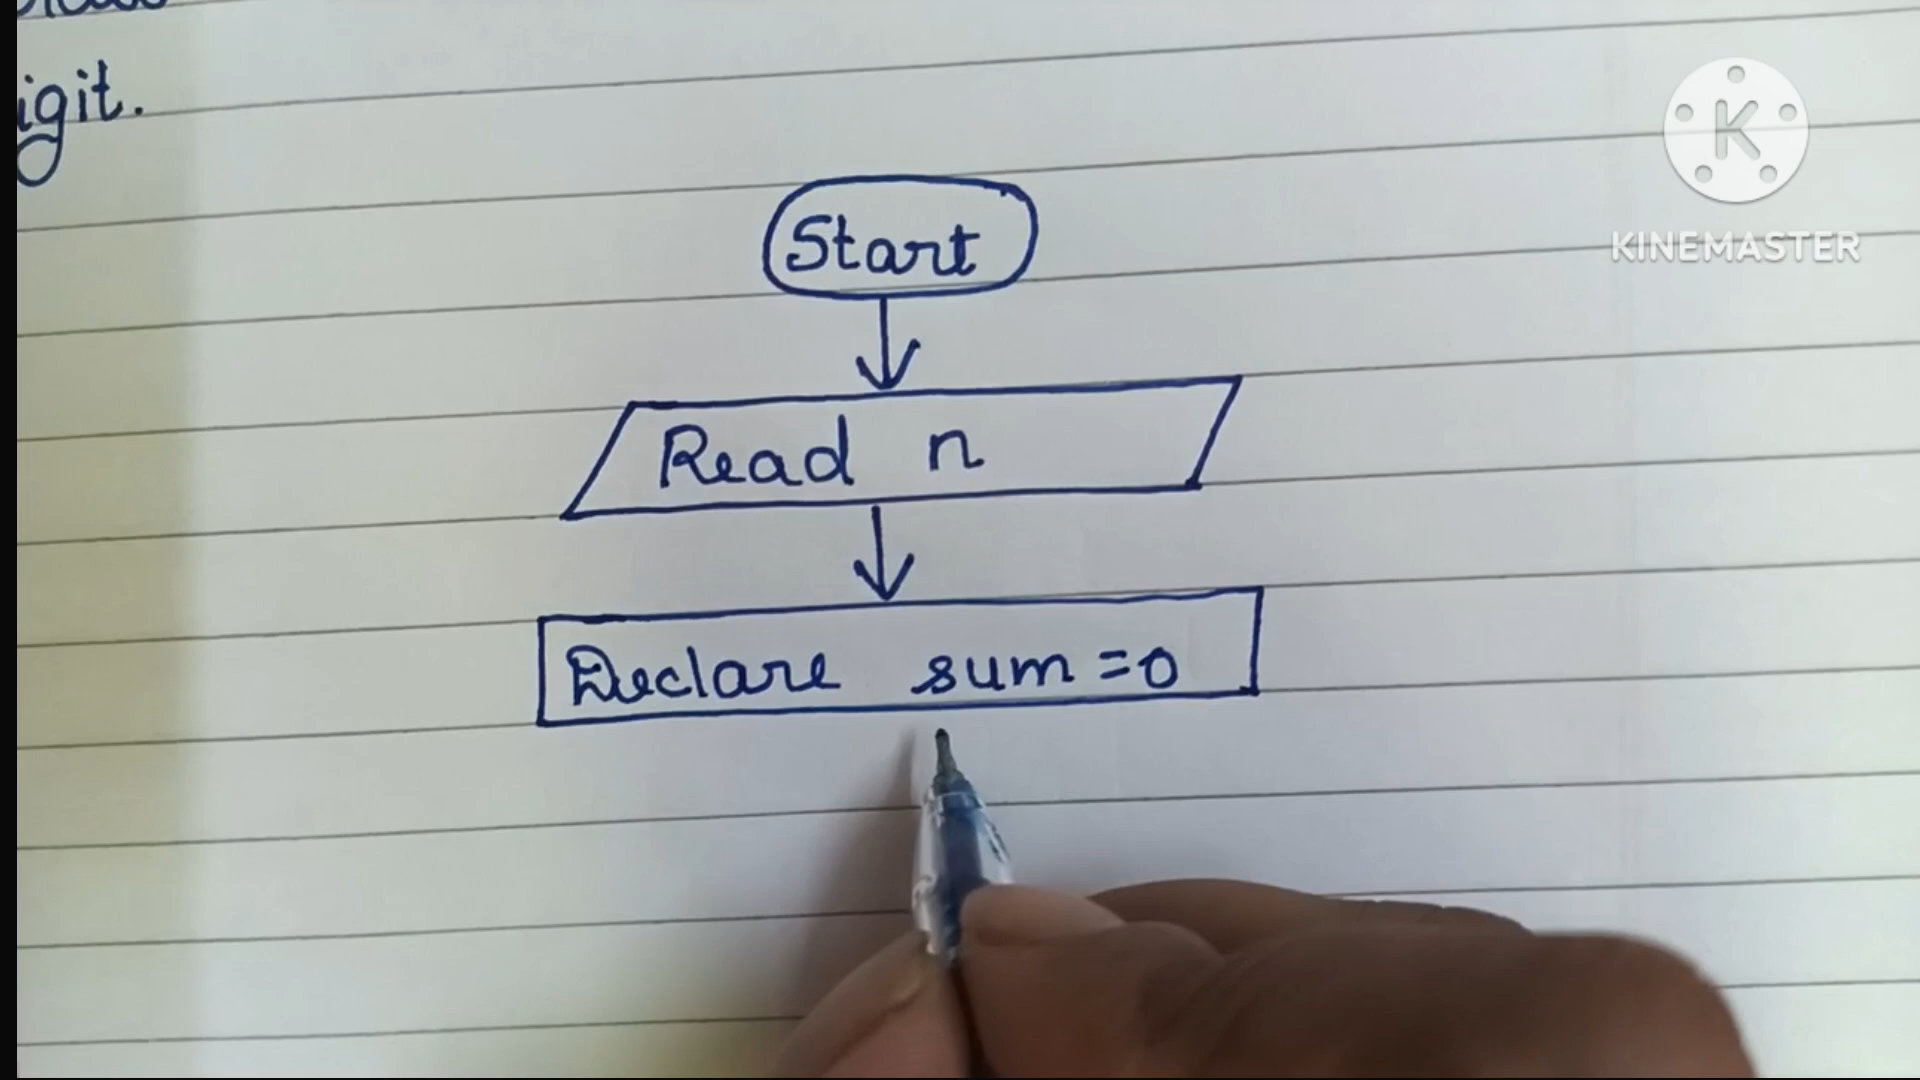 igit.
Start
Read n
Declare sum=0
K
KINEMASTER